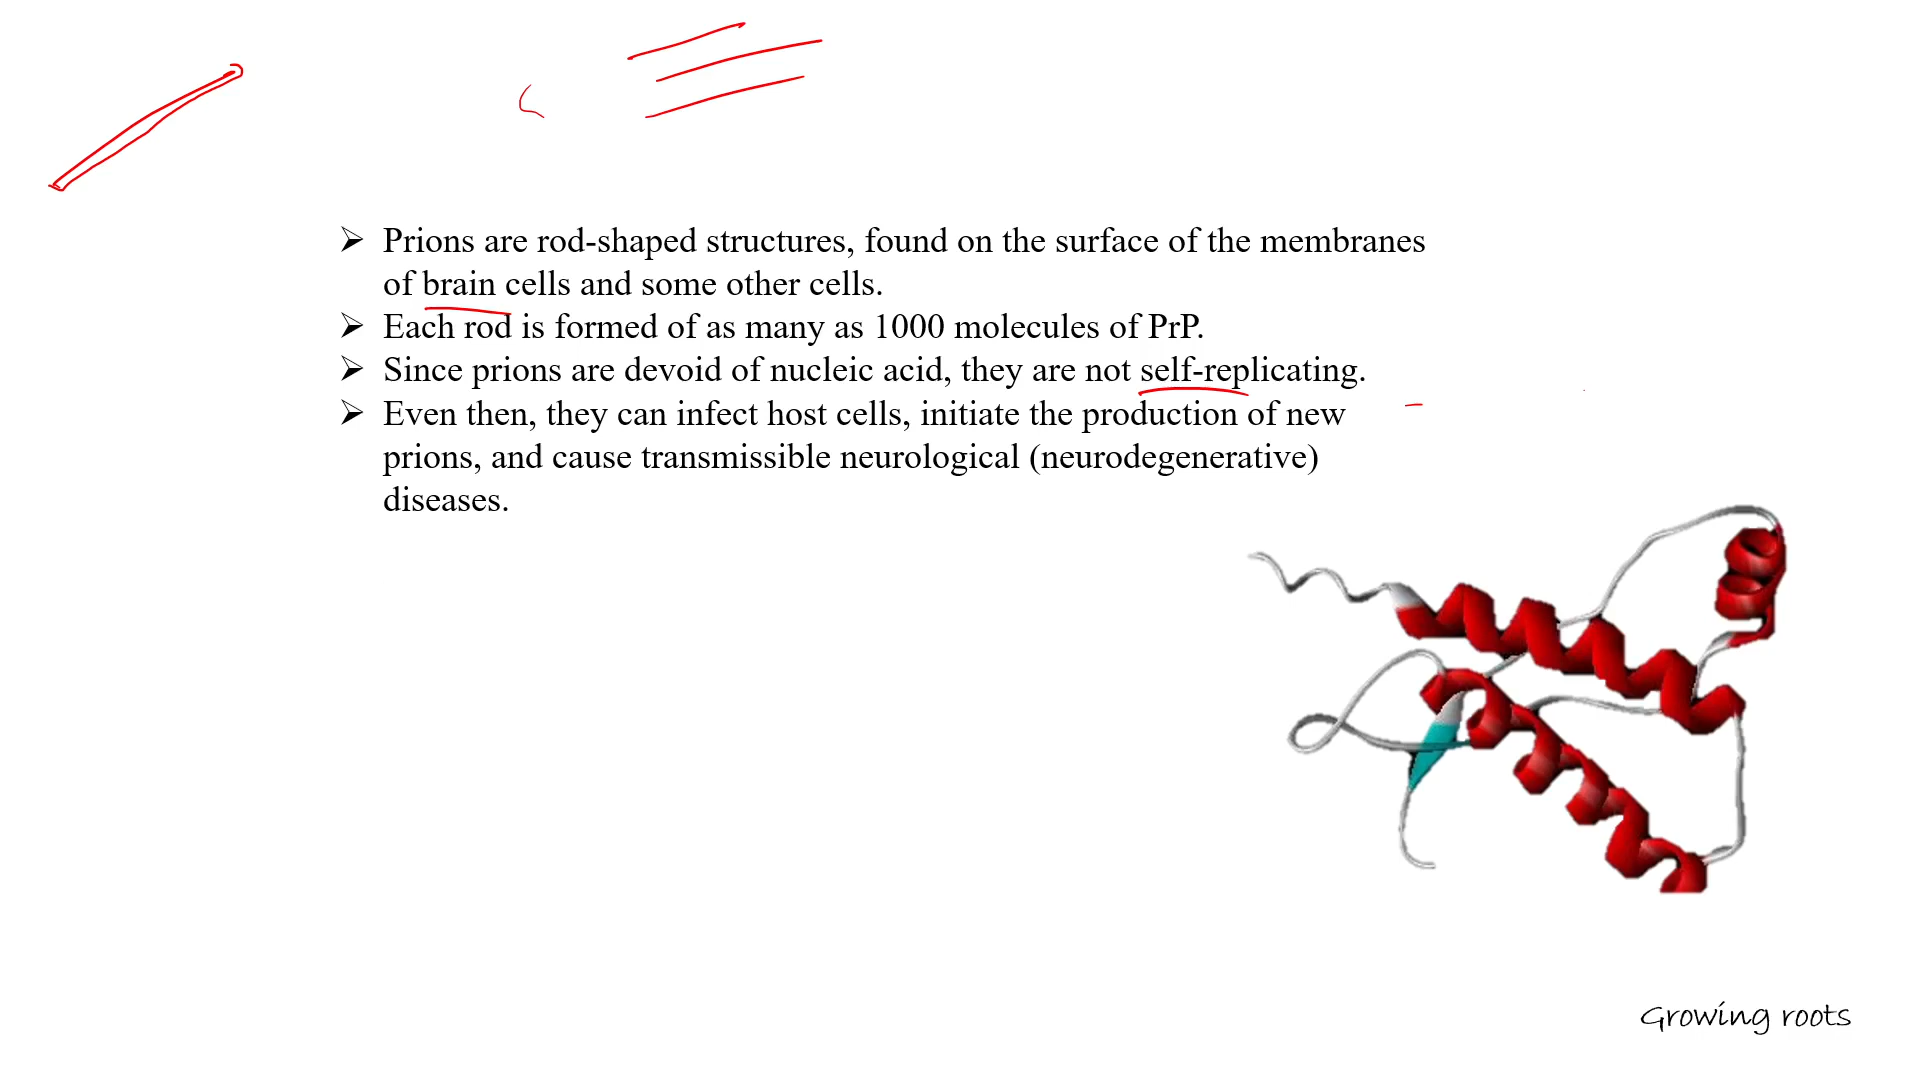 ➢ Prions are rod-shaped structures, found on the surface of the membranes
of brain cells and some other cells.
➢ Each rod is formed of as many as 1000 molecules of PrP.
➢ Since prions are devoid of nucleic acid, they are not self-replicating.
➢ Even then, they can infect host cells, initiate the production of new
prions, and cause transmissible neurological (neurodegenerative)
diseases.
Growing roots